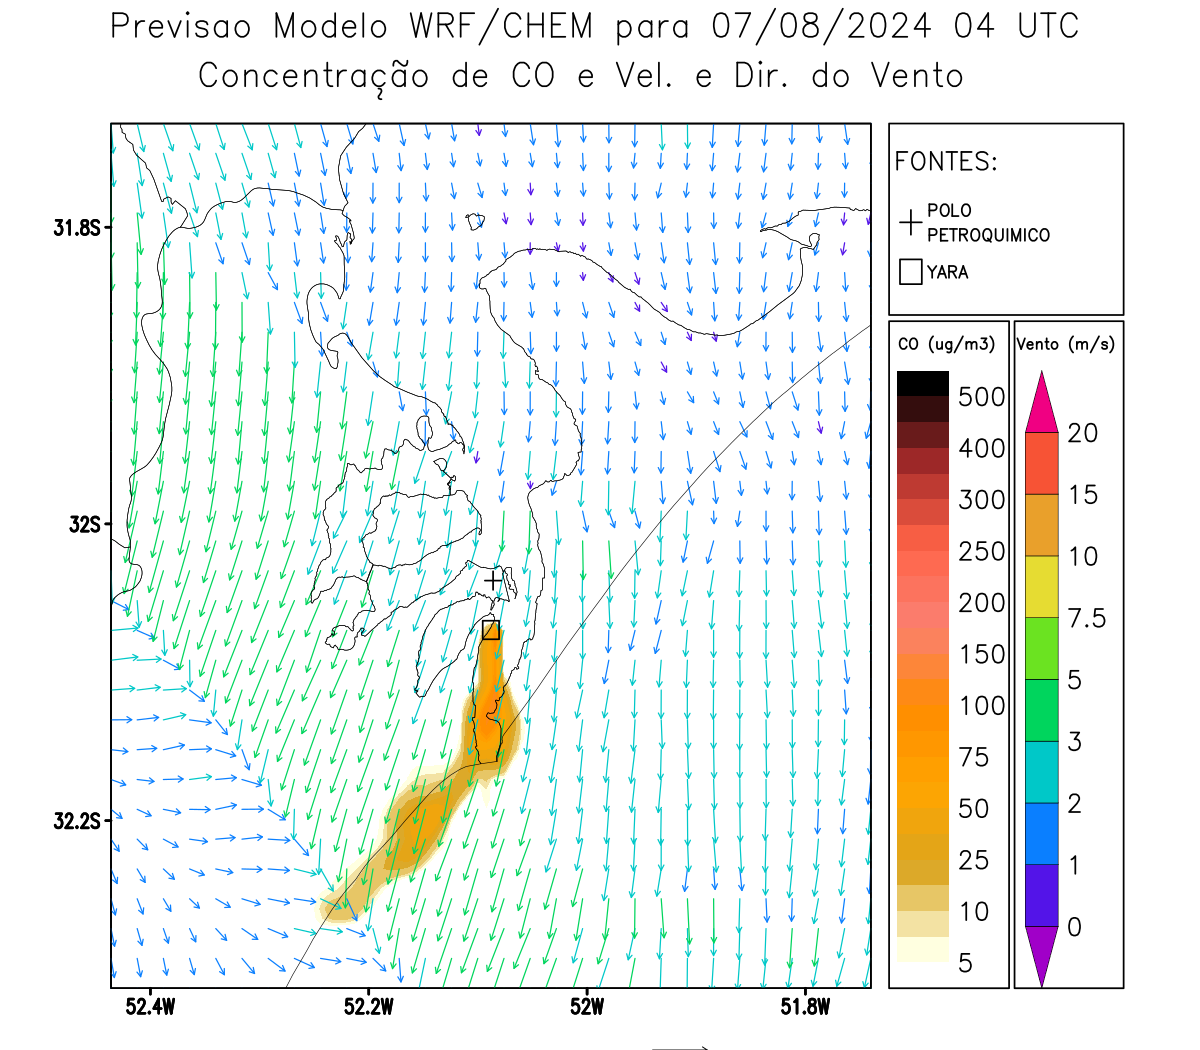 Previsao Modelo WRF/CHEM para 07/08/2024 04 UTC
Concentração de CO e Vel. e Dir. do Vento
FONTES:
POLO
PETROQUIMICO
YARA
CO (ug/m3)
500
400
300
250
200
150
100
75
50
25
10
5
Vento (m/s)
20
15
10
7.5
5
3
2
1
0
31.8S
32S
32.2S
52.4W
52.2W
52W
51.8W